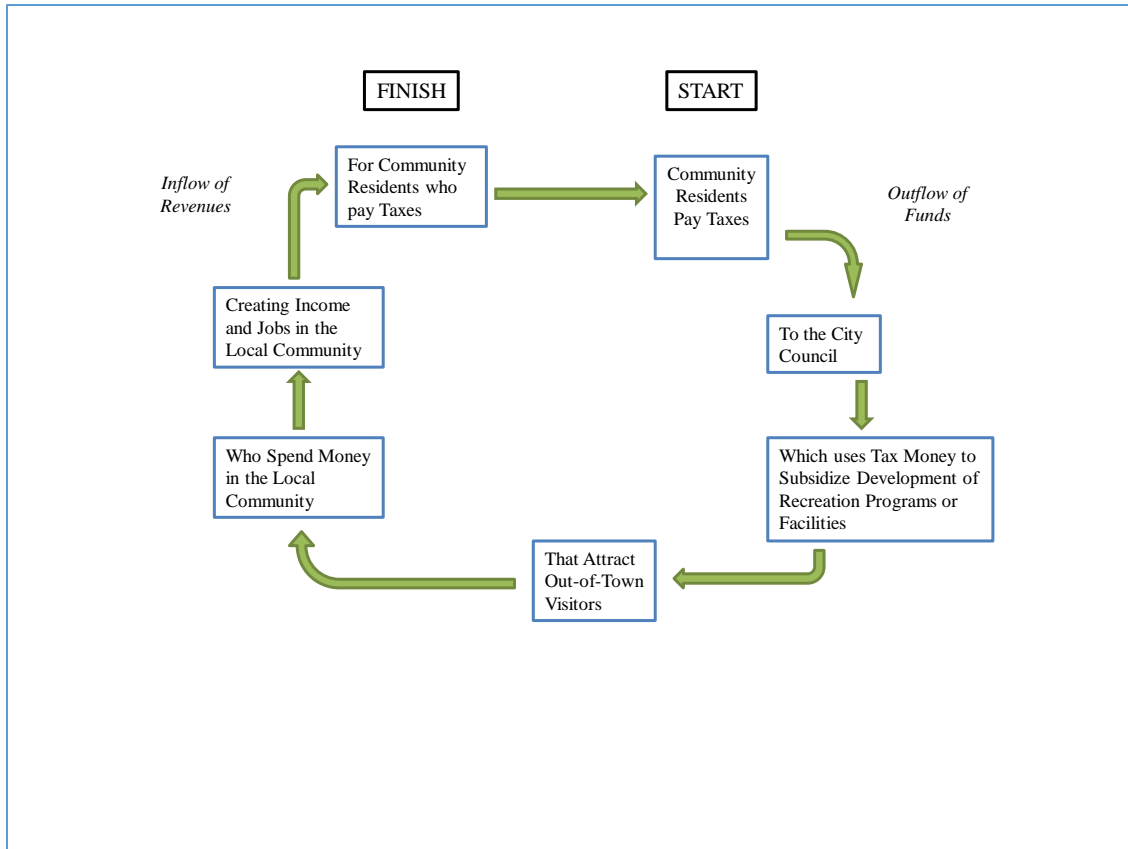 FINISH
START
For Community
Residents who
pay Taxes
Community
Residents
Pay Taxes
Inflow of
Revenues
Outflow of
Funds
Creating Income
and Jobs in the
Local Community
To the City
Council
Who Spend Money
in the Local
Community
Which uses Tax Money to
Subsidize Development of
Recreation Programs or
Facilities
That Attract
Out-of-Town
Visitors